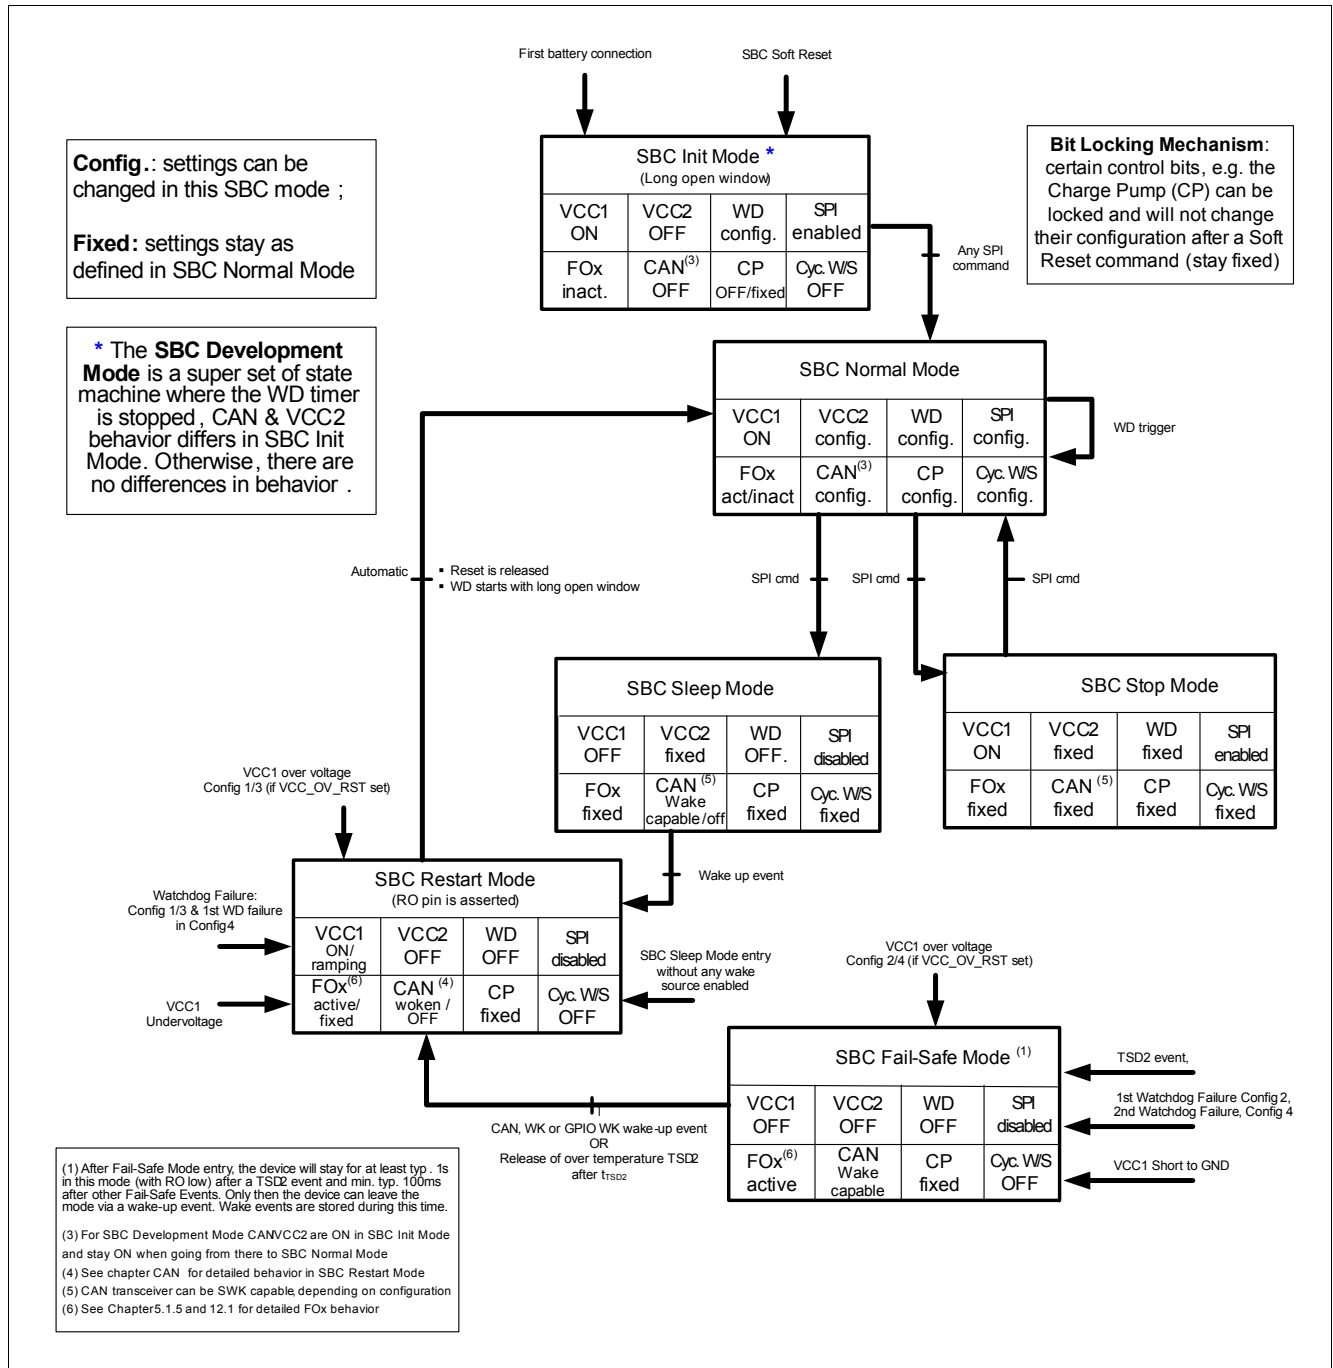 First battery connection
SBC Soft Reset
Config.: settings can be
changed in this SBC mode ;
Fixed: settings stay as
defined in SBC Normal Mode
SBC Init Mode *
(Long open window)
VCC1
ON
VCC2
OFF
WD
config.
SPI
enabled
FOx
inact.
CAN(3)
OFF
CP
OFF/fixed
Cyc. W/S
OFF
Bit Locking Mechanism:
certain control bits, e.g. the
Charge Pump (CP) can be
locked and will not change
their configuration after a Soft
Reset command (stay fixed)
Any SPI
command
* The SBC Development
Mode is a super set of state
machine where the WD timer
is stopped , CAN & VCC2
behavior differs in SBC Init
Mode. Otherwise, there are
no differences in behavior .
SBC Normal Mode
VCC1
ON
VCC2
config.
WD
config.
SPI
config.
FOx
act/inact
CAN(3)
config.
CP
config.
Cyc. W/S
config.
WD trigger
Automatic
▪ Reset is released
▪ WD starts with long open window
SPI cmd
SPI cmd
SPI cmd
SBC Sleep Mode
VCC1
OFF
VCC2
fixed
WD
OFF.
SPI
disabled
FOx
fixed
CAN (5)
Wake
capable/off
CP
fixed
Cyc. W/S
fixed
SBC Stop Mode
VCC1
ON
VCC2
fixed
WD
fixed
SPI
enabled
FOx
fixed
CAN (5)
fixed
CP
fixed
Cyc. W/S
fixed
VCC1 over voltage
Config 1/3 (if VCC_OV_RST set)
Wake up event
Watchdog Failure:
Config 1/3 & 1st WD failure
in Config4
VCC1
Undervoltage
SBC Restart Mode
(RO pin is asserted)
VCC1
ON/
ramping
VCC2
OFF
WD
OFF
SPI
disabled
FOx(6)
active/
fixed
CAN (4)
woken /
OFF
CP
fixed
Cyc. W/S
OFF
SBC Sleep Mode entry
without any wake
source enabled
VCC1 over voltage
Config 2/4 (if VCC_OV_RST set)
SBC Fail-Safe Mode (1)
VCC1
OFF
VCC2
OFF
WD
OFF
SPI
disabled
FOx(6)
active
CAN
Wake
capable
CP
fixed
Cyc. W/S
OFF
TSD2 event,
1st Watchdog Failure Config 2,
2nd Watchdog Failure, Config 4
VCC1 Short to GND
CAN, WK or GPIO WK wake-up event
OR
Release of over temperature TSD2
after tTSD2
(1) After Fail-Safe Mode entry, the device will stay for at least typ. 1s
in this mode (with RO low) after a TSD2 event and min. typ. 100ms
after other Fail-Safe Events. Only then the device can leave the
mode via a wake-up event. Wake events are stored during this time.
(3) For SBC Development Mode CAN/VCC2 are ON in SBC Init Mode
and stay ON when going from there to SBC Normal Mode
(4) See chapter CAN for detailed behavior in SBC Restart Mode
(5) CAN transceiver can be SWK capable, depending on configuration
(6) See Chapter 5.1.5 and 12.1 for detailed FOx behavior